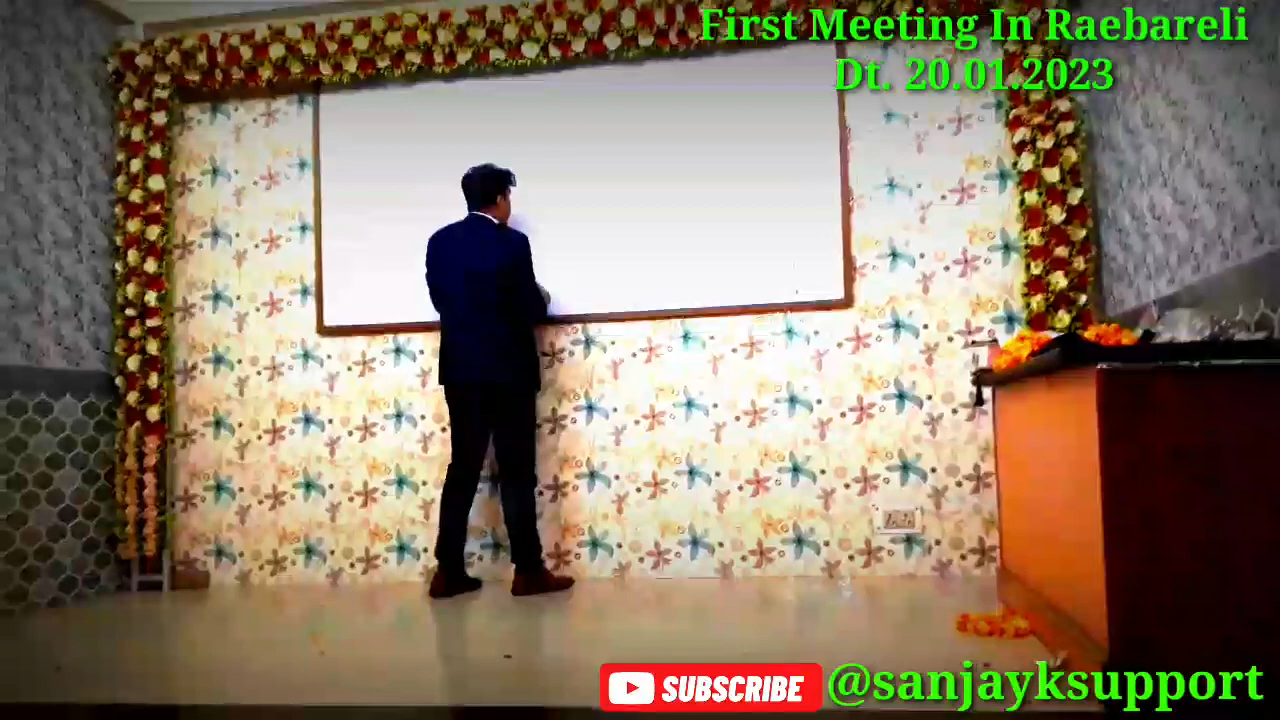 First Meeting In Raebareli
Dt. 20.01.2023
SUBSCRIBE @sanjayksupport